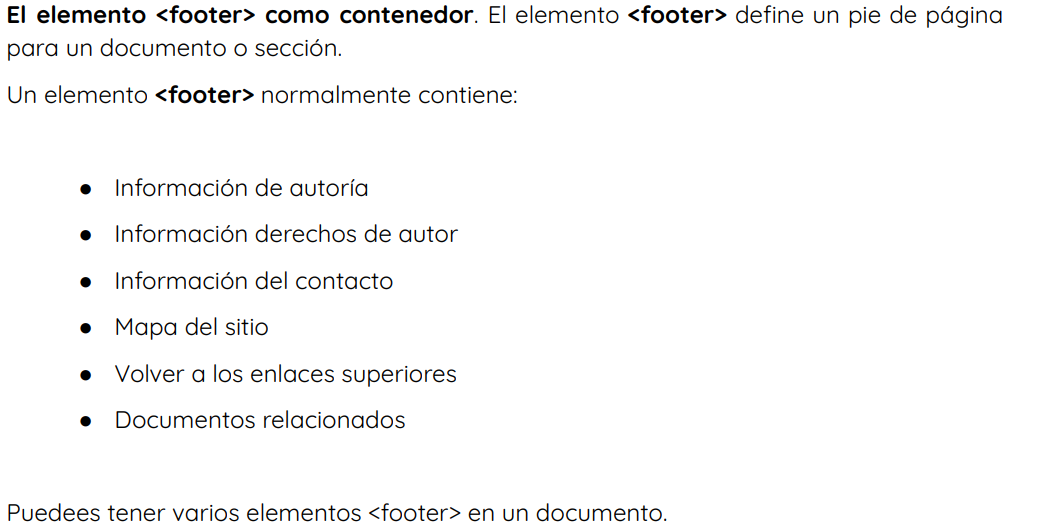 El elemento <footer> como contenedor. El elemento <footer> define un pie de página
para un documento o sección.
Un elemento <footer> normalmente contiene:
● Información de autoría
● Información derechos de autor
● Información del contacto
● Mapa del sitio
● Volver a los enlaces superiores
● Documentos relacionados
Puedees tener varios elementos <footer> en un documento.